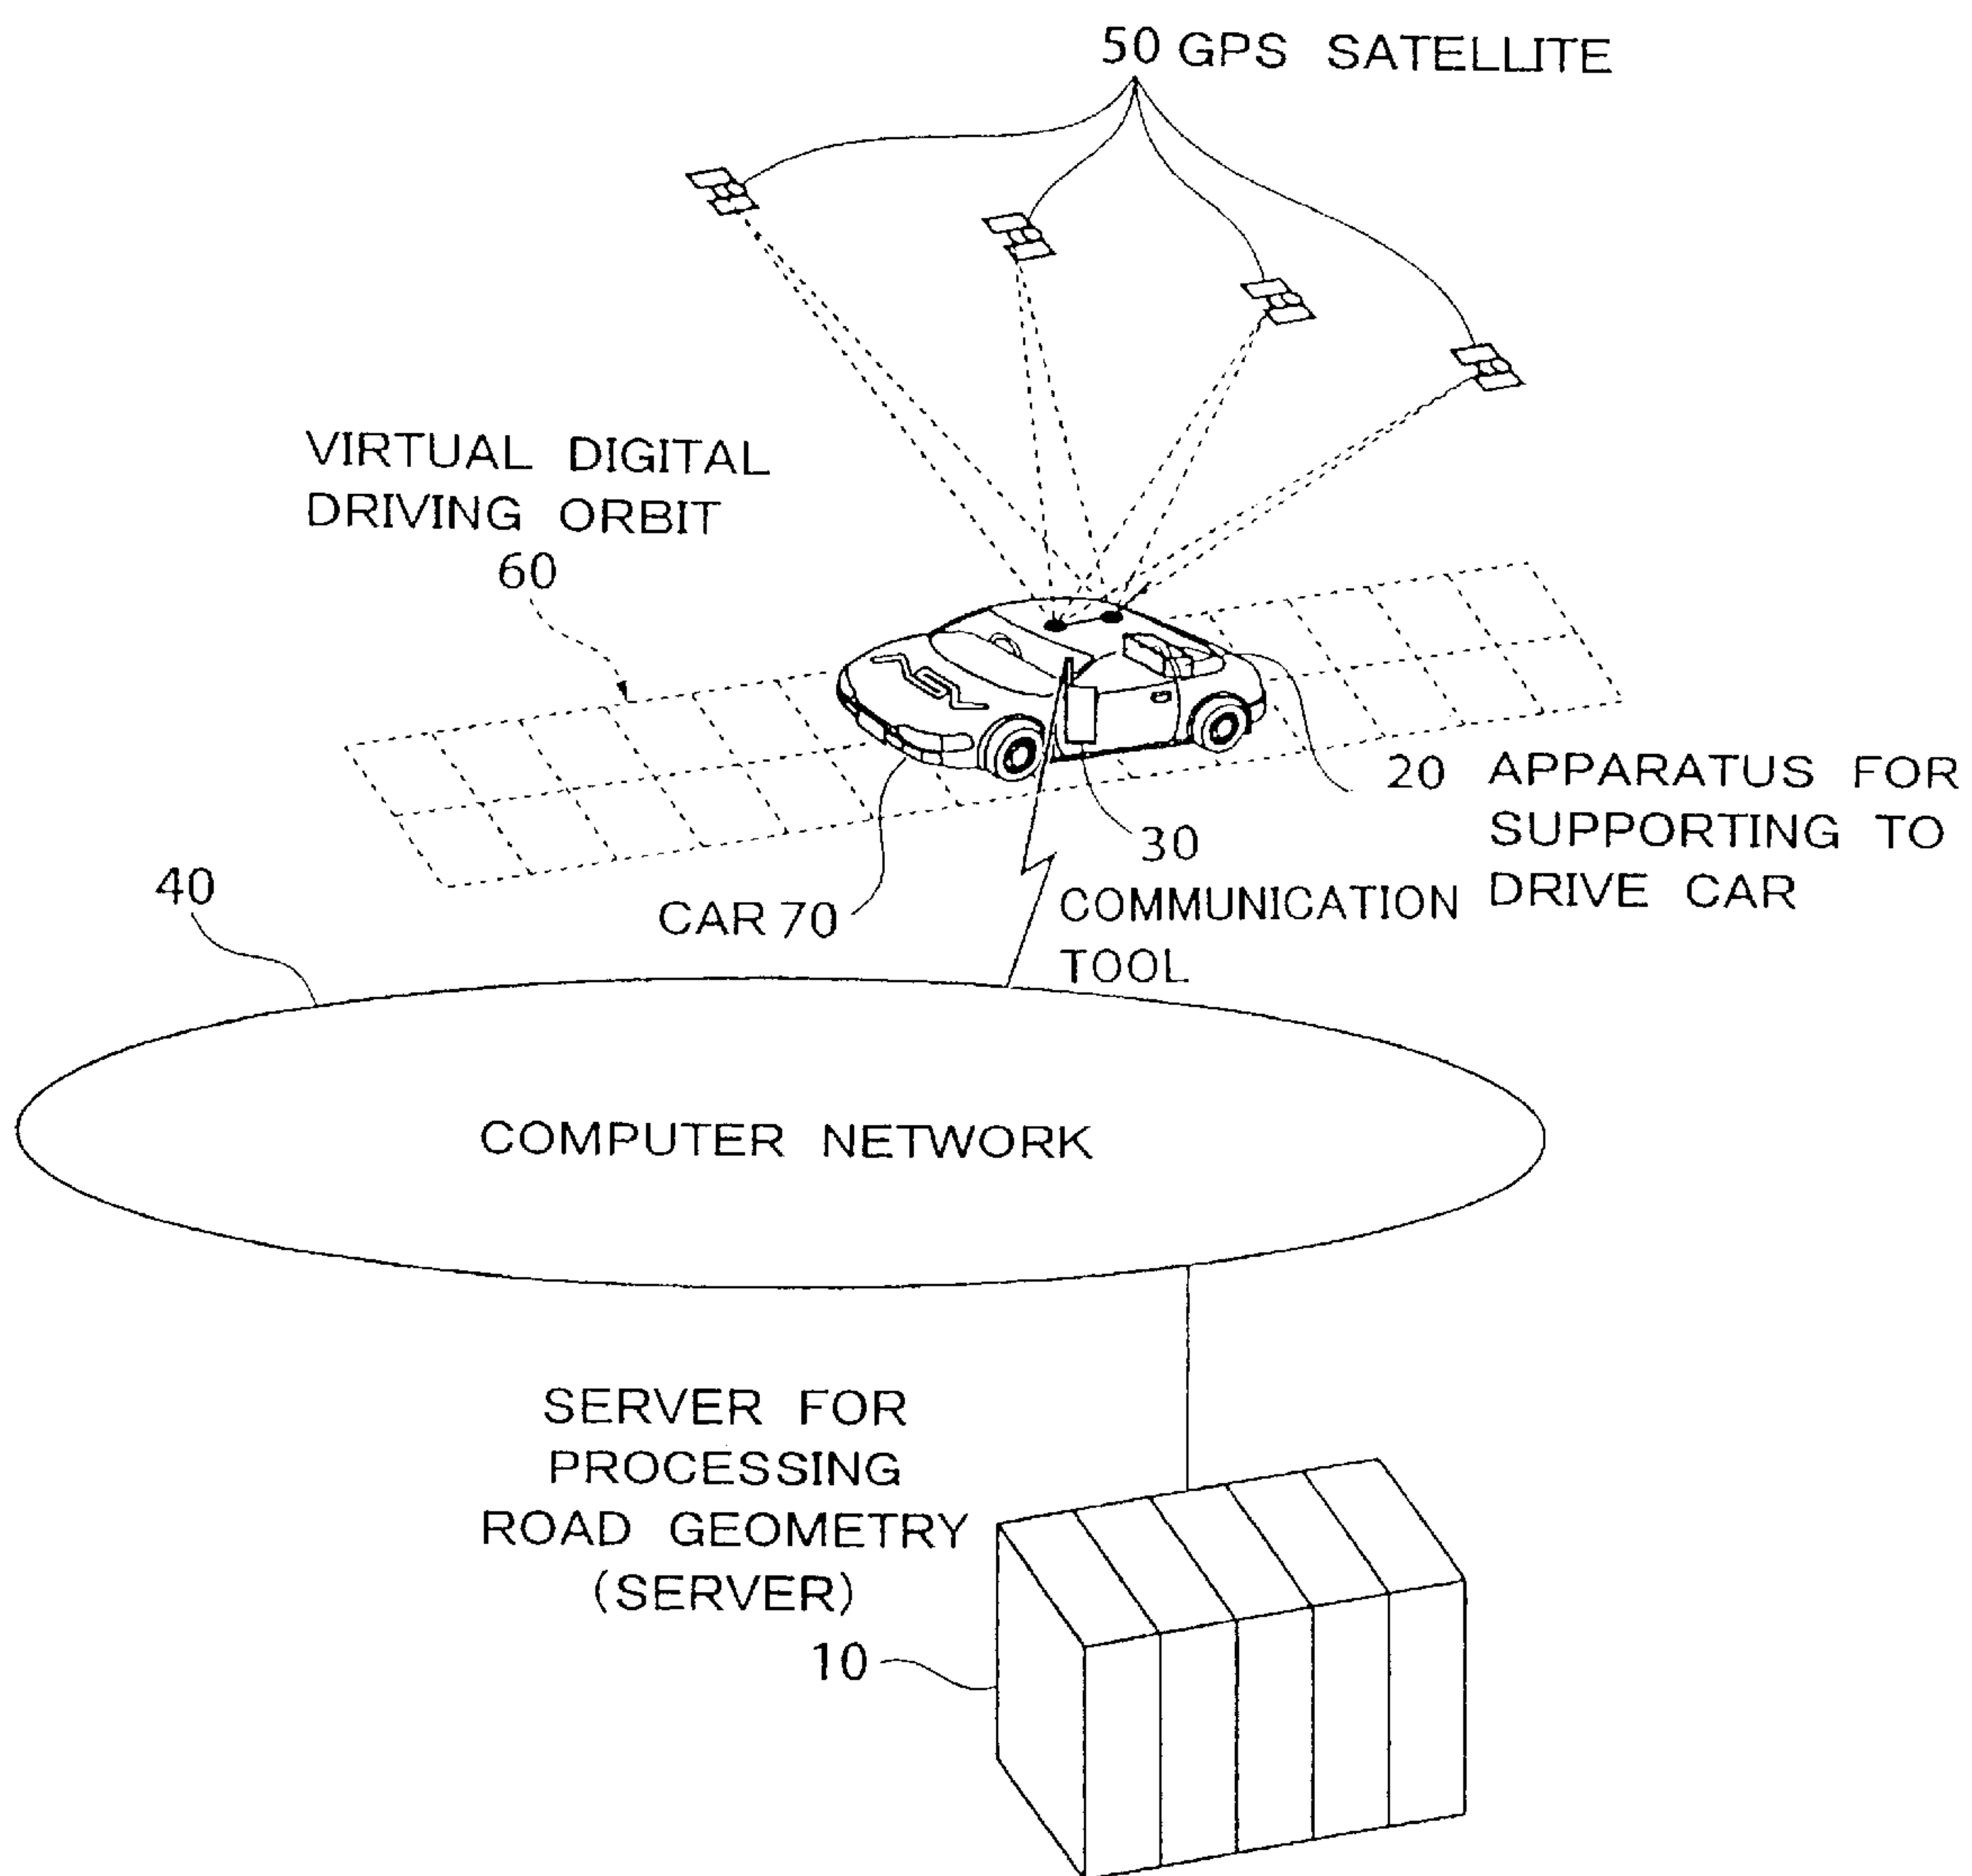 50 GPS SATELLITE
VIRTUAL DIGITAL
DRIVING ORBIT
60
20 APPARATUS FOR
SUPPORTING TO
DRIVE CAR
30
COMMUNICATION
TOOL
CAR 70
40
COMPUTER NETWORK
SERVER FOR
PROCESSING
ROAD GEOMETRY
(SERVER)
10